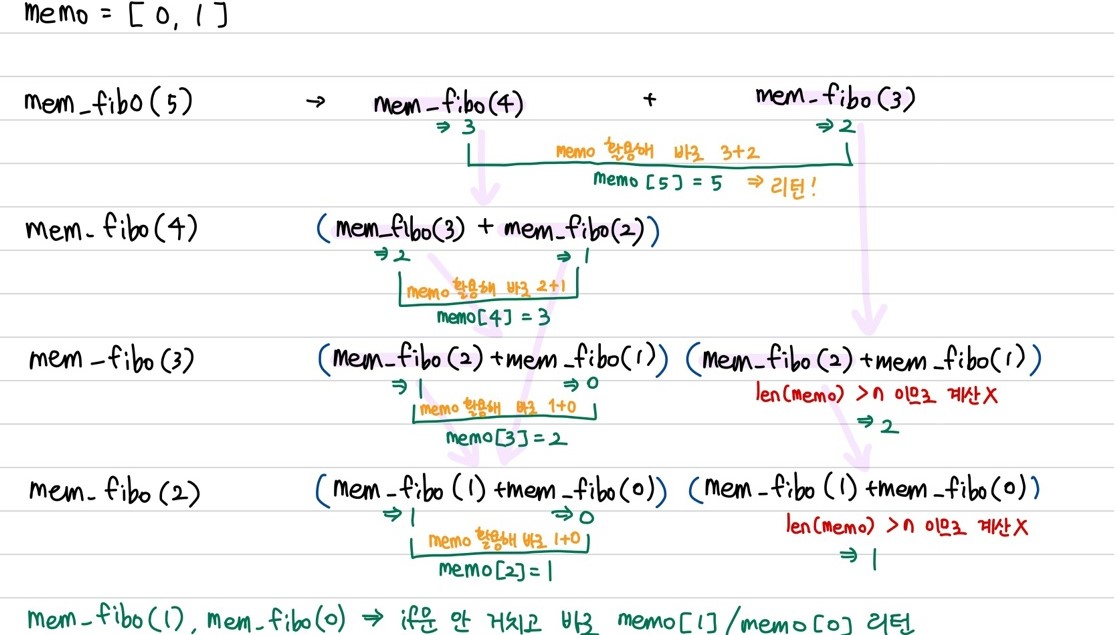 memo = [ 0, 1 ]
mem_fibo(5) → mem_fibo(4) + mem_fibo(3)
⇒ 3 ⇒ 2
memo 활용해 바로 3+2
memo [5] = 5 ⇒ 리턴!
mem_fibo(4) (mem_fibo(3) + mem_fibo(2))
⇒ 2 ⇒ 1
memo 활용해 바로 2+1
memo[4] = 3
mem_fibo(3) (mem_fibo(2) +mem_fibo(1)) (mem_fibo(2) +mem_fibo(1))
⇒ 1 ⇒ 0 len(memo) >n 이므로 계산X
memo 활용해 바로 1+0 ⇒ 2
memo[3] = 2
mem_fibo(2) (mem_fibo(1) +mem_fibo(0)) (mem_fibo(1) +mem_fibo(0))
⇒ 1 ⇒ 0 len(memo) >n 이므로 계산X
memo 활용해 바로 1+0 ⇒ 1
memo[2] = 1
mem_fibo(1), mem_fibo(0) ⇒ if문 안 거치고 바로 memo[1]/memo[0] 리턴